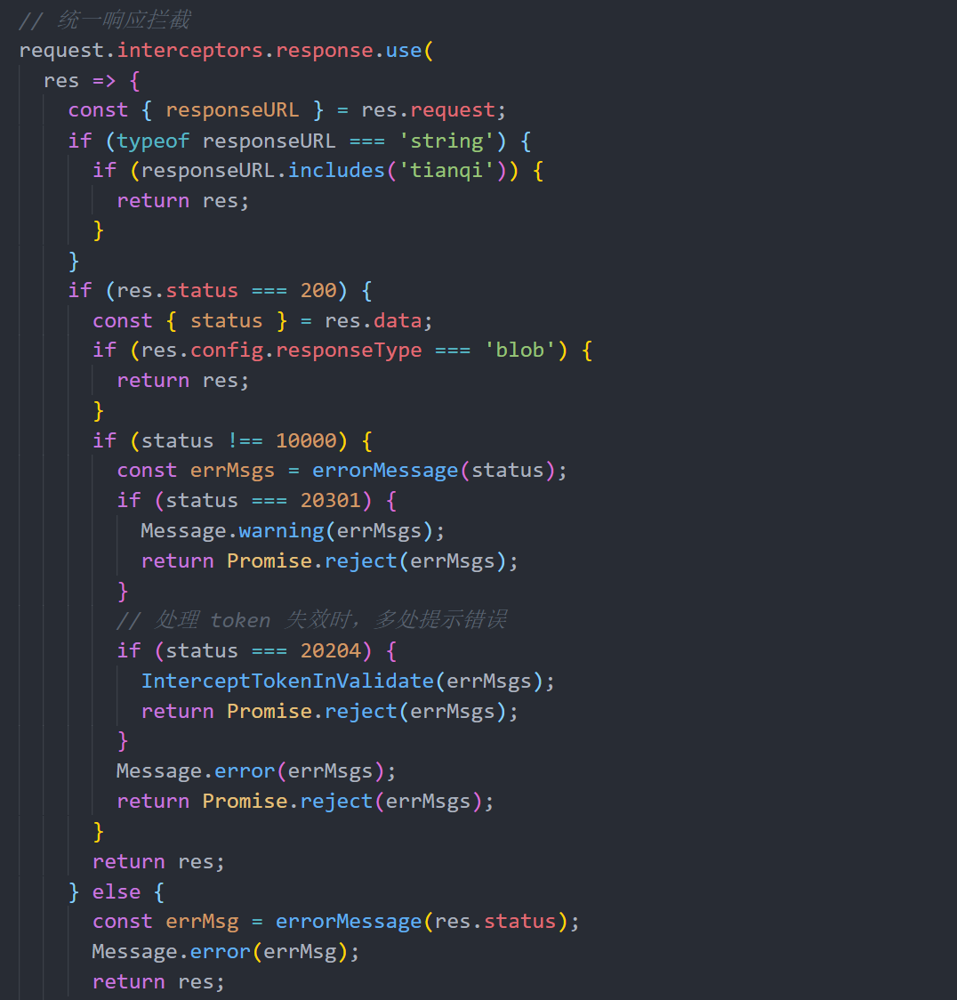 // 统一响应拦截
request.interceptors.response.use(
  res => {
    const { responseURL } = res.request;
    if (typeof responseURL === 'string') {
      if (responseURL.includes('tianqi')) {
        return res;
      }
    }
    if (res.status === 200) {
      const { status } = res.data;
      if (res.config.responseType === 'blob') {
        return res;
      }
      if (status !== 10000) {
        const errMsgs = errorMessage(status);
        if (status === 20301) {
          Message.warning(errMsgs);
          return Promise.reject(errMsgs);
        }
        // 处理 token 失效时，多处提示错误
        if (status === 20204) {
          InterceptTokenInValidate(errMsgs);
          return Promise.reject(errMsgs);
        }
        Message.error(errMsgs);
        return Promise.reject(errMsgs);
      }
      return res;
    } else {
      const errMsg = errorMessage(res.status);
      Message.error(errMsg);
      return res;